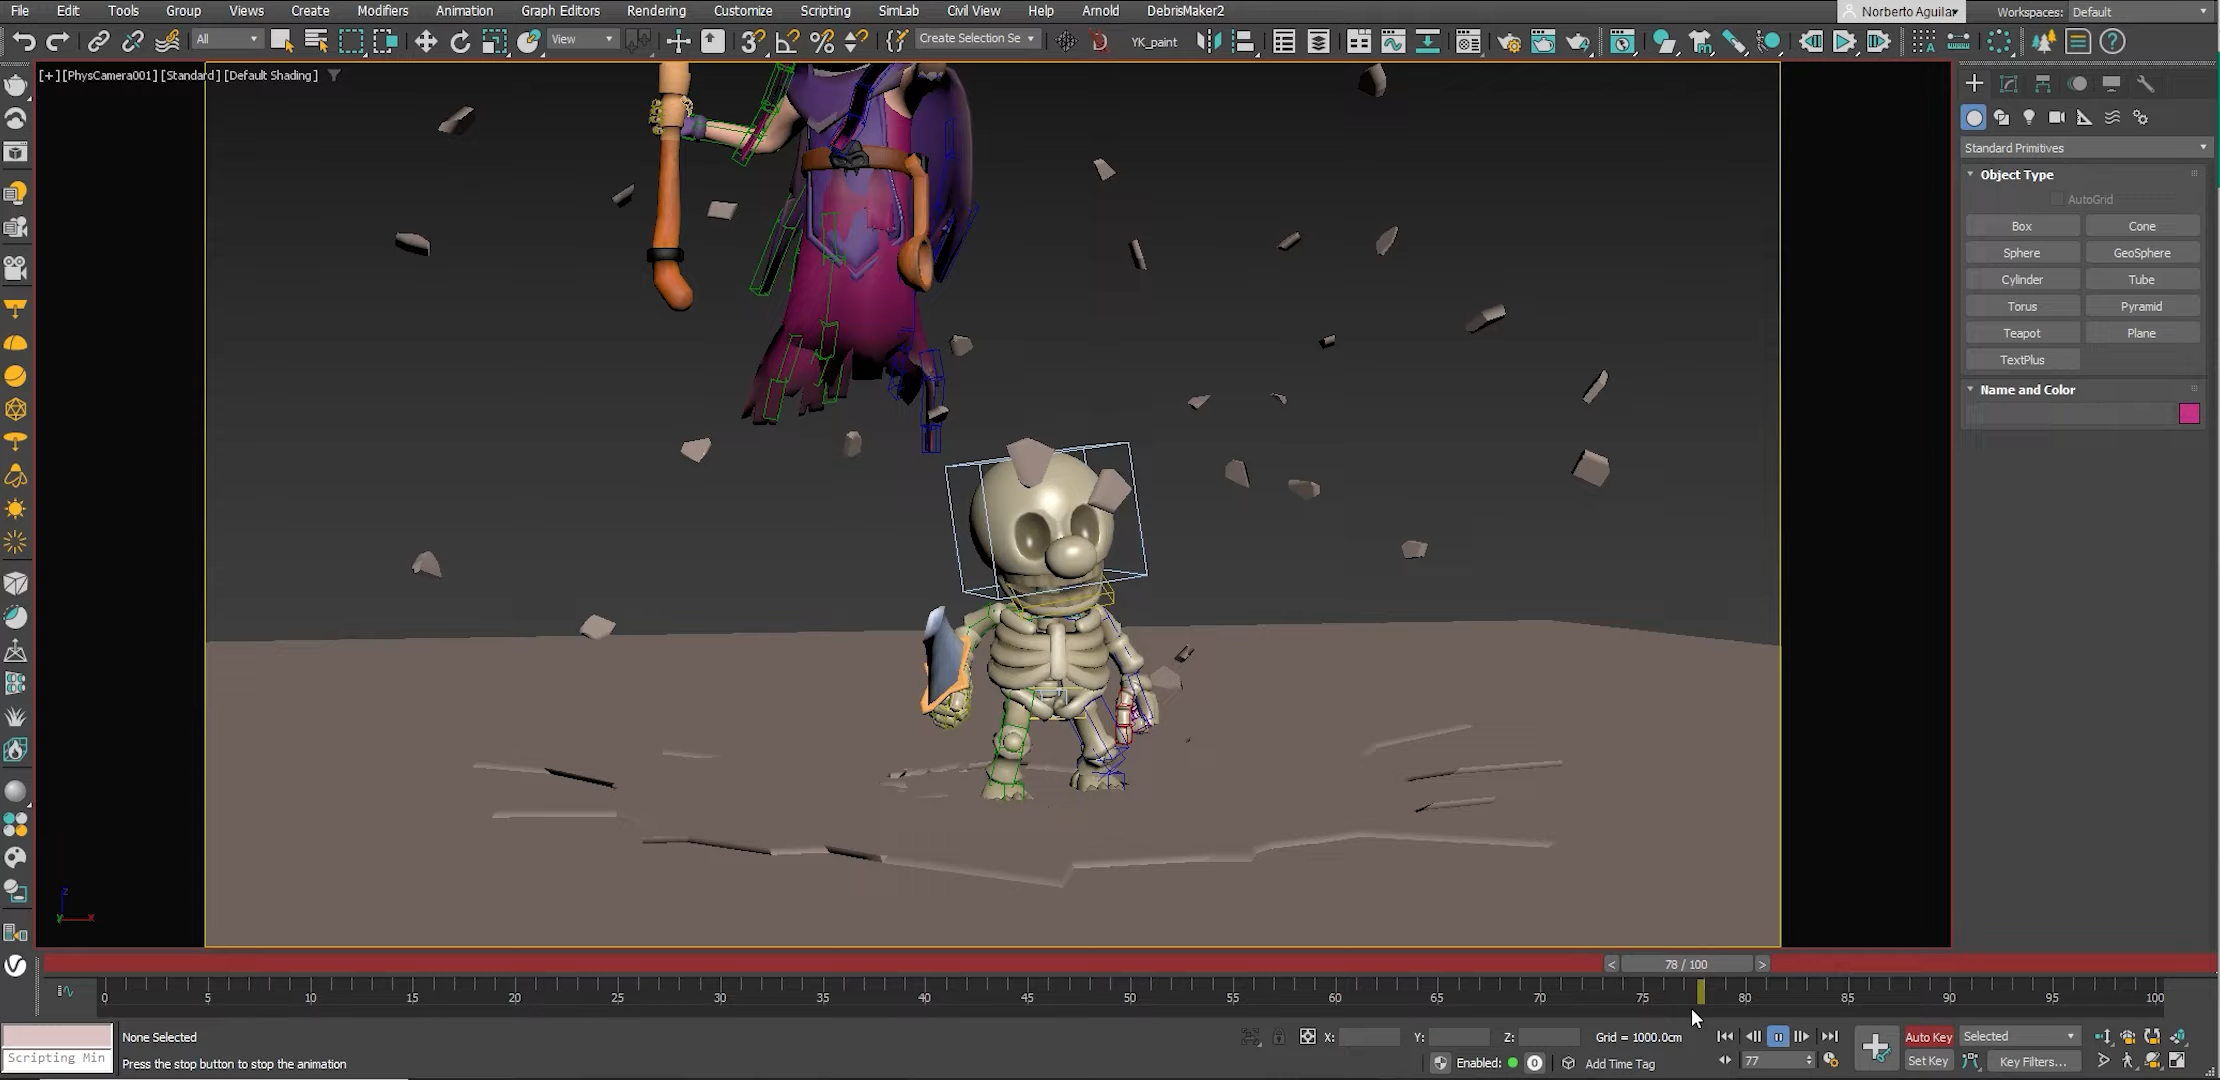 File Edit Tools Group Views Create Modifiers Animation Graph Editors Rendering Customize Scripting SimLab Civil View Help Arnold DebrisMaker2 Norberto Aguilar Workspaces: Default
All View Create Selection Se YK_paint
[+] [PhysCamera001] [Standard] [Default Shading]
Standard Primitives
Object Type
AutoGrid
Box Cone
Sphere GeoSphere
Cylinder Tube
Torus Pyramid
Teapot Plane
TextPlus
Name and Color
z
y x
< 78 / 100 >
0 5 10 15 20 25 30 35 40 45 50 55 60 65 70 75 80 85 90 95 100
None Selected X: Y: Z: Grid = 1000.0cm Auto Key Selected
Scripting Min Press the stop button to stop the animation Enabled: 0 Add Time Tag 77 Set Key Key Filters...